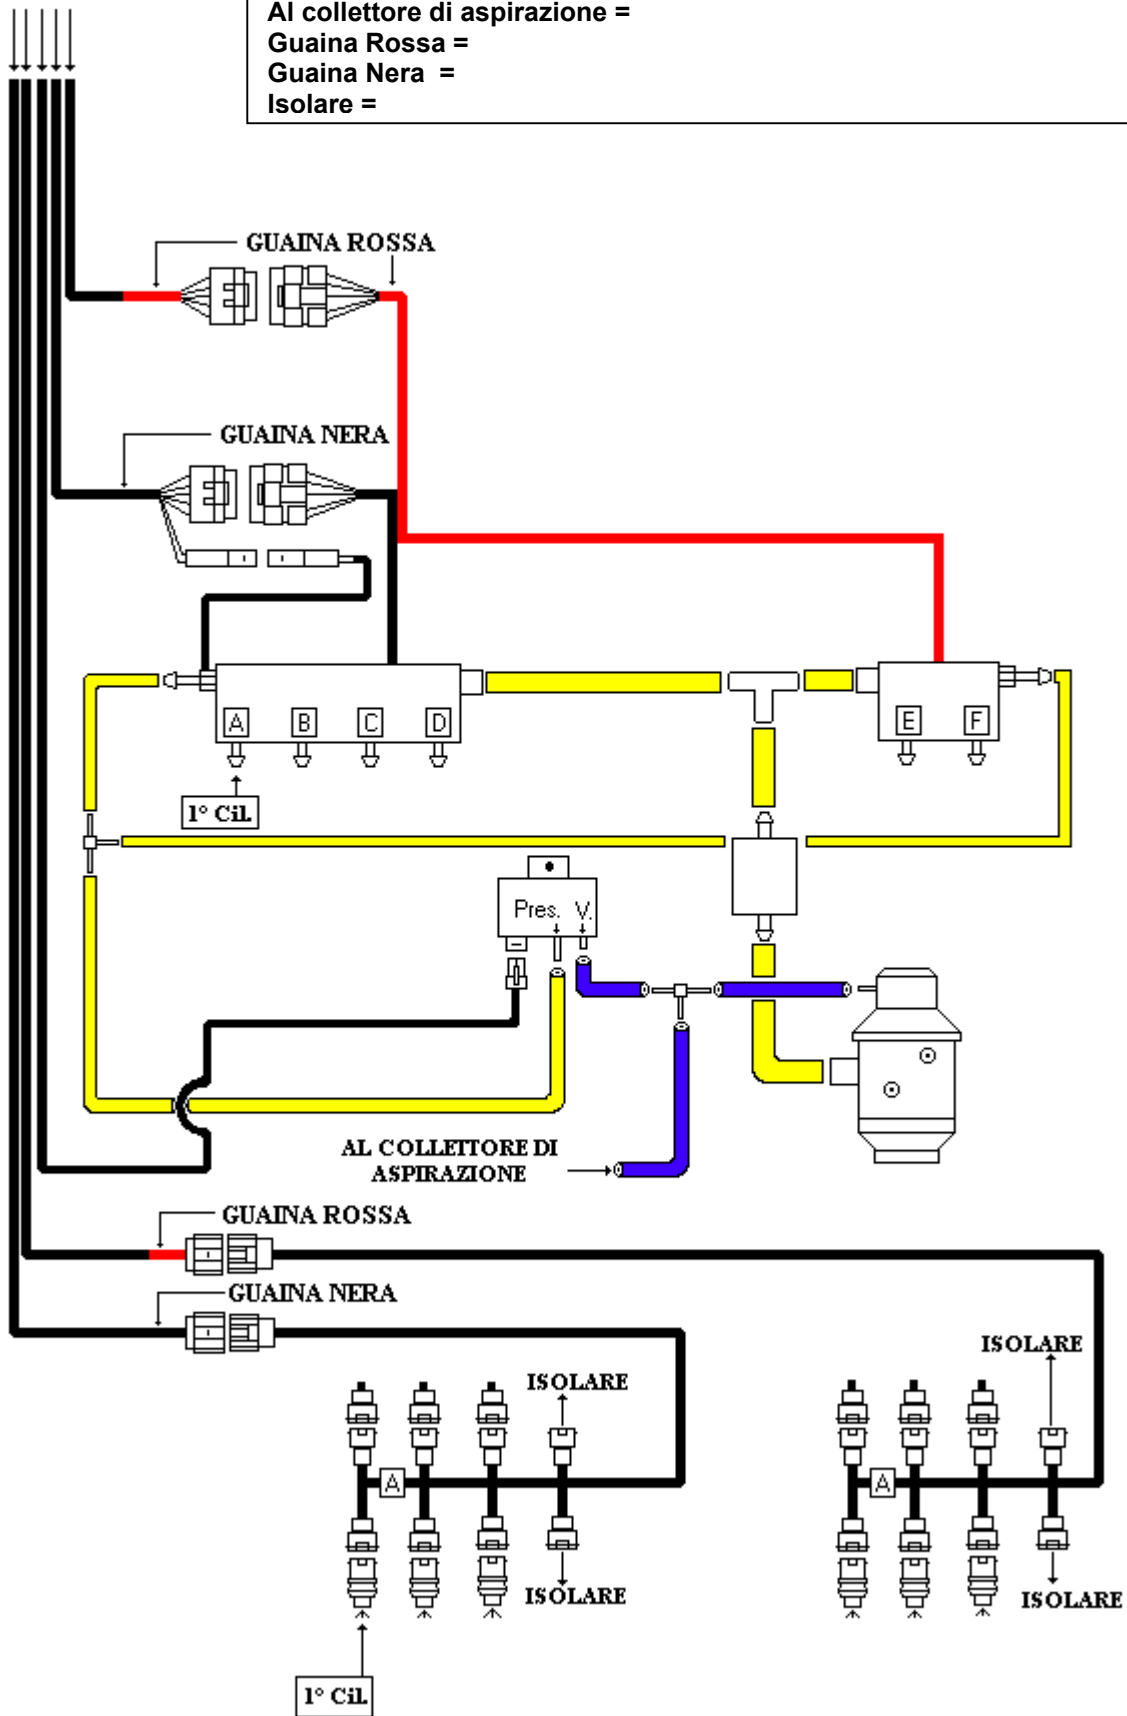 Al collettore di aspirazione =
Guaina Rossa =
Guaina Nera =
Isolare =
GUAINA ROSSA
GUAINA NERA
A B C D
E F
1° Cil.
Pres. V.
AL COLLETTORE DI
ASPIRAZIONE
GUAINA ROSSA
GUAINA NERA
ISOLARE
ISOLARE
A
A
ISOLARE
ISOLARE
1° Cil.